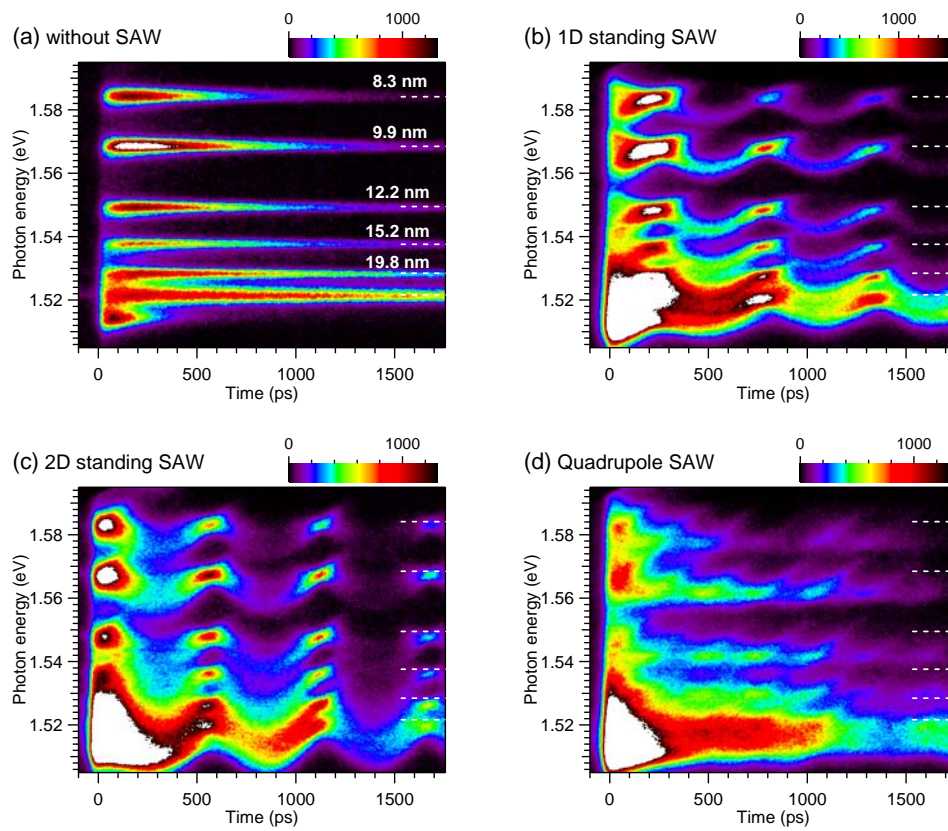 0 1000
0 1000
(a) without SAW
(b) 1D standing SAW
8.3 nm
9.9 nm
12.2 nm
15.2 nm
19.8 nm
Photon energy (eV)
1.58
1.56
1.54
1.52
0 500 1000 1500
Time (ps)
Photon energy (eV)
1.58
1.56
1.54
1.52
0 500 1000 1500
Time (ps)
0 1000
0 1000
(c) 2D standing SAW
(d) Quadrupole SAW
Photon energy (eV)
1.58
1.56
1.54
1.52
0 500 1000 1500
Time (ps)
Photon energy (eV)
1.58
1.56
1.54
1.52
0 500 1000 1500
Time (ps)